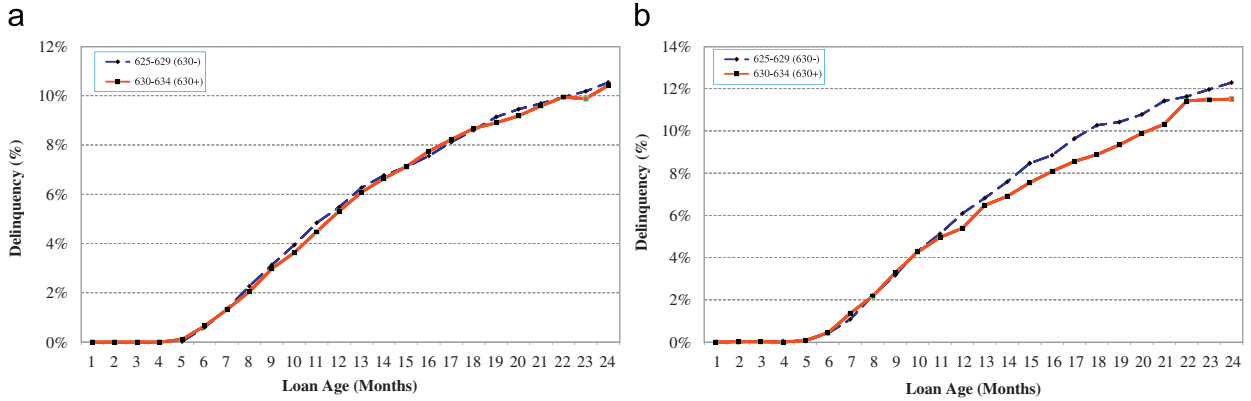 a
12%
10%
8%
6%
4%
2%
0%
Delinquency (%)
625-629 (630-)
630-634 (630+)
1 2 3 4 5 6 7 8 9 10 11 12 13 14 15 16 17 18 19 20 21 22 23 24
Loan Age (Months)
b
14%
12%
10%
8%
6%
4%
2%
0%
Delinquency (%)
625-629 (630-)
630-634 (630+)
1 2 3 4 5 6 7 8 9 10 11 12 13 14 15 16 17 18 19 20 21 22 23 24
Loan Age (Months)